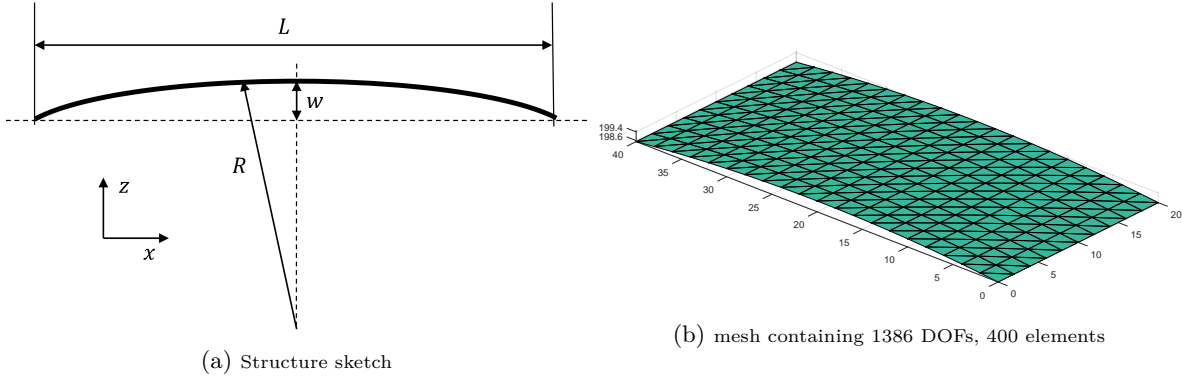 L
w
R
z
x
(a) Structure sketch
199.4
198.6
40
35
30
25
20
15
10
5
0
0
5
10
15
20
(b) mesh containing 1386 DOFs, 400 elements